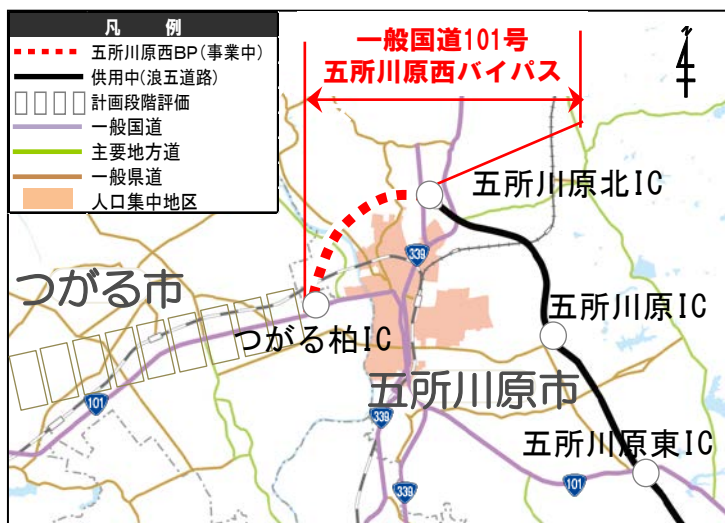 凡 例
五所川原西BP(事業中)
供用中(浪五道路)
計画段階評価
一般国道
主要地方道
一般県道
人口集中地区
一般国道101号
五所川原西バイパス
4
五所川原北IC
339
つがる市
つがる柏IC
五所川原IC
五所川原市
101
339
五所川原東IC
339
101